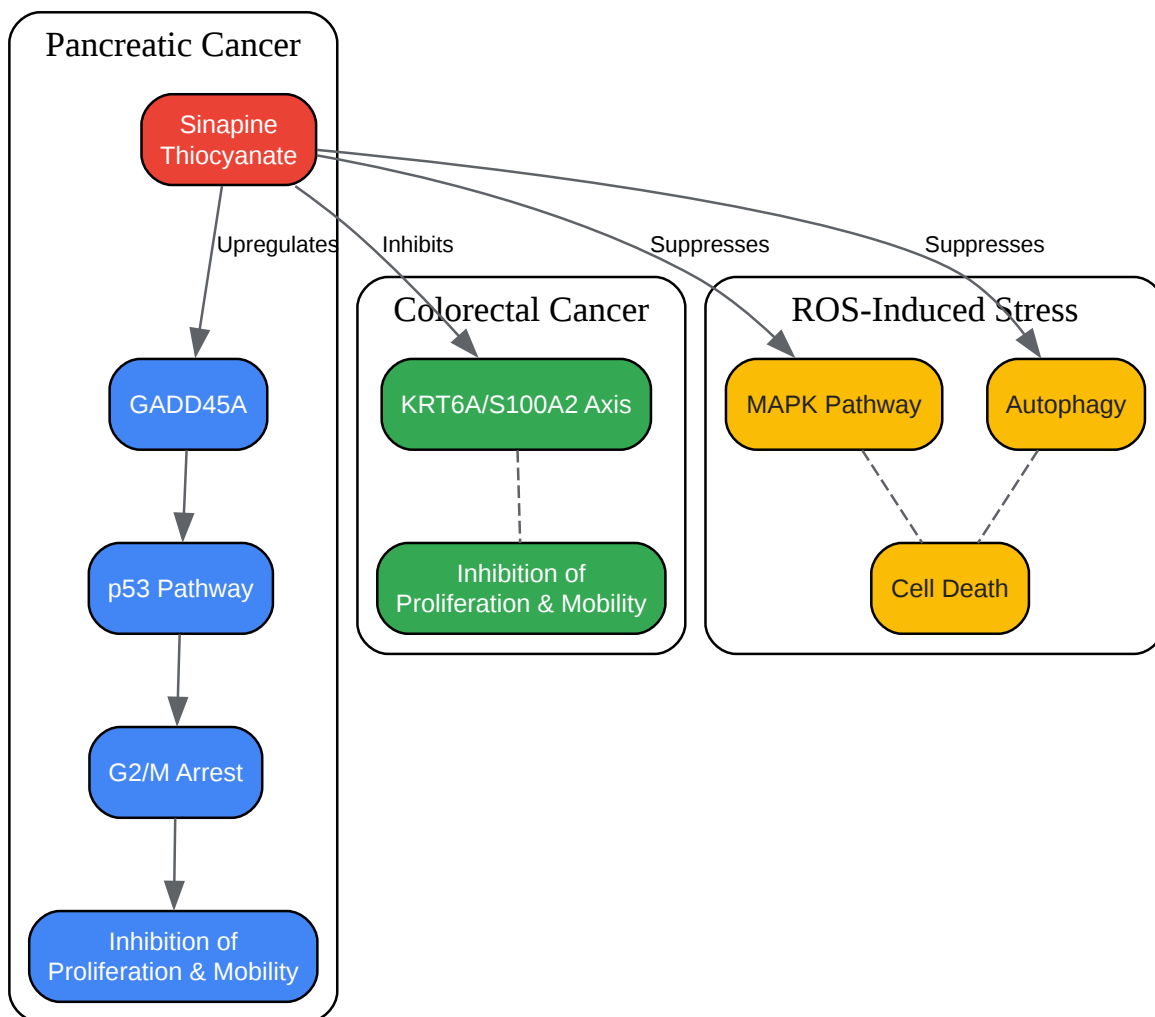 Pancreatic Cancer
Sinapine
Thiocyanate
Upregulates
Inhibits
Suppresses
Suppresses
Colorectal Cancer
ROS-Induced Stress
GADD45A
KRT6A/S100A2 Axis
MAPK Pathway
Autophagy
p53 Pathway
Inhibition of
Proliferation & Mobility
Cell Death
G2/M Arrest
Inhibition of
Proliferation & Mobility